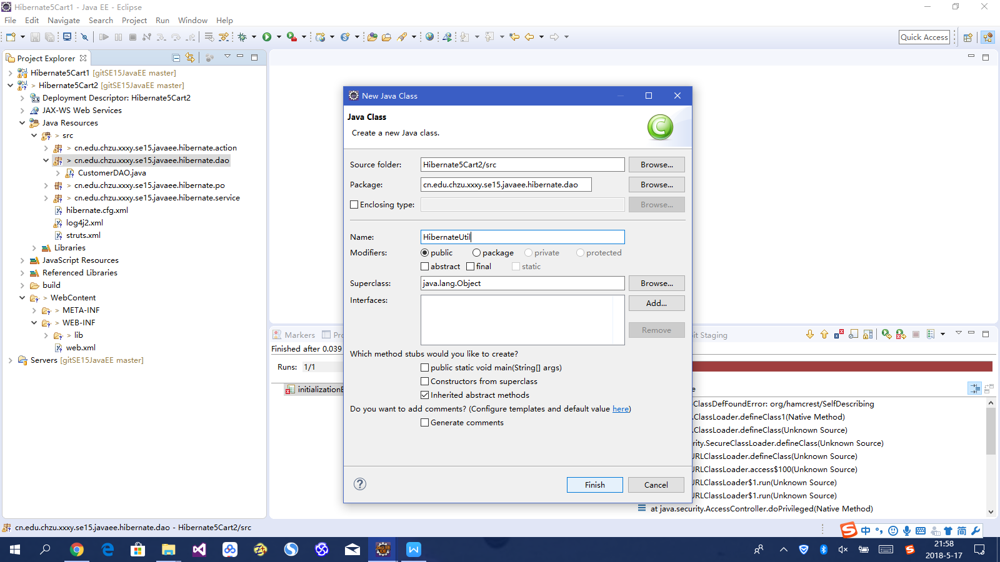 Hibernate5Cart1 - Java EE - Eclipse
File Edit Navigate Search Project Run Window Help
Quick Access
Project Explorer
Hibernate5Cart1 [gitSE15JavaEE master]
> Hibernate5Cart2 [gitSE15JavaEE master]
Deployment Descriptor: Hibernate5Cart2
JAX-WS Web Services
Java Resources
> src
> cn.edu.chzu.xxxy.se15.javaee.hibernate.action
> cn.edu.chzu.xxxy.se15.javaee.hibernate.dao
CustomerDAO.java
> cn.edu.chzu.xxxy.se15.javaee.hibernate.po
> cn.edu.chzu.xxxy.se15.javaee.hibernate.service
hibernate.cfg.xml
log4j2.xml
struts.xml
Libraries
JavaScript Resources
Referenced Libraries
build
> WebContent
> META-INF
> WEB-INF
> lib
web.xml
Servers [gitSE15JavaEE master]
New Java Class
Java Class
Create a new Java class.
Source folder: Hibernate5Cart2/src Browse...
Package: cn.edu.chzu.xxxy.se15.javaee.hibernate.dao Browse...
Enclosing type: Browse...
Name: HibernateUtil
Modifiers: public package private protected
abstract final static
Superclass: java.lang.Object Browse...
Interfaces: Add...
Remove
Which method stubs would you like to create?
public static void main(String[] args)
Constructors from superclass
Inherited abstract methods
Do you want to add comments? (Configure templates and default value here)
Generate comments
Finish Cancel
Markers Pr
it Staging
Finished after 0.039
Runs: 1/1
initializationE
e
ClassDefFoundError: org/hamcrest/SelfDescribing
.ClassLoader.defineClass1(Native Method)
.ClassLoader.defineClass(Unknown Source)
rity.SecureClassLoader.defineClass(Unknown Source)
URLClassLoader.defineClass(Unknown Source)
URLClassLoader.access$100(Unknown Source)
URLClassLoader$1.run(Unknown Source)
URLClassLoader$1.run(Unknown Source)
at java.security.AccessController.doPrivileged(Native Method)
cn.edu.chzu.xxxy.se15.javaee.hibernate.dao - Hibernate5Cart2/src
中 简
21:58
2018-5-17